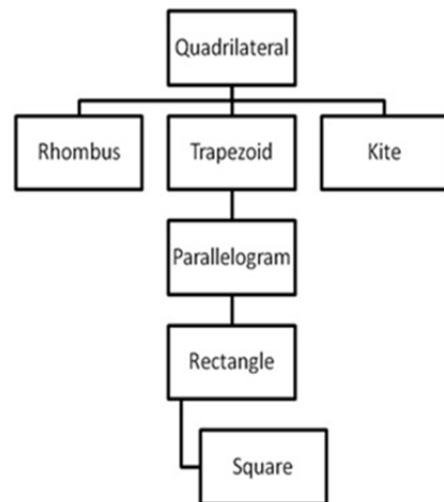 Quadrilateral
Rhombus
Trapezoid
Kite
Parallelogram
Rectangle
Square